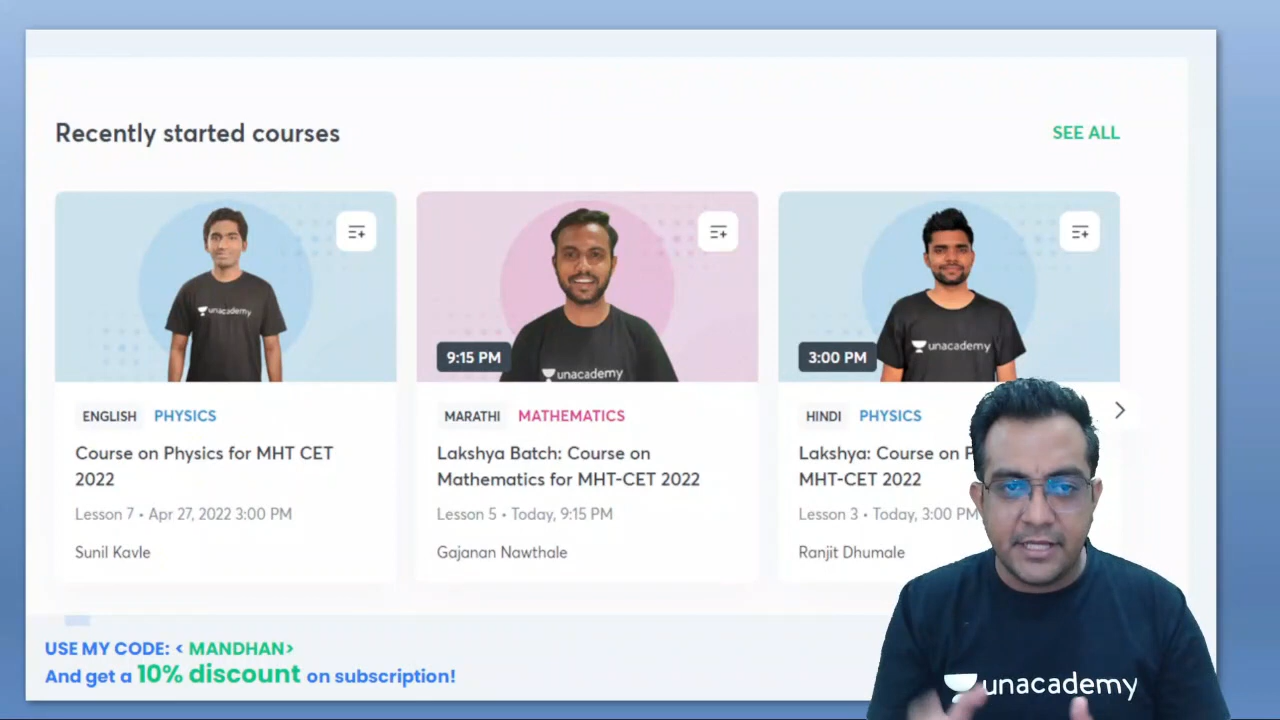 Recently started courses
SEE ALL
unacademy
9:15 PM
unacademy
3:00 PM
unacademy
ENGLISH PHYSICS
Course on Physics for MHT CET
2022
Lesson 7 • Apr 27, 2022 3:00 PM
Sunil Kavle
MARATHI MATHEMATICS
Lakshya Batch: Course on
Mathematics for MHT-CET 2022
Lesson 5 • Today, 9:15 PM
Gajanan Nawthale
HINDI PHYSICS
Lakshya: Course on
MHT-CET 2022
Lesson 3 • Today, 3:00 PM
Ranjit Dhumale
USE MY CODE: < MANDHAN>
And get a 10% discount on subscription!
unacademy